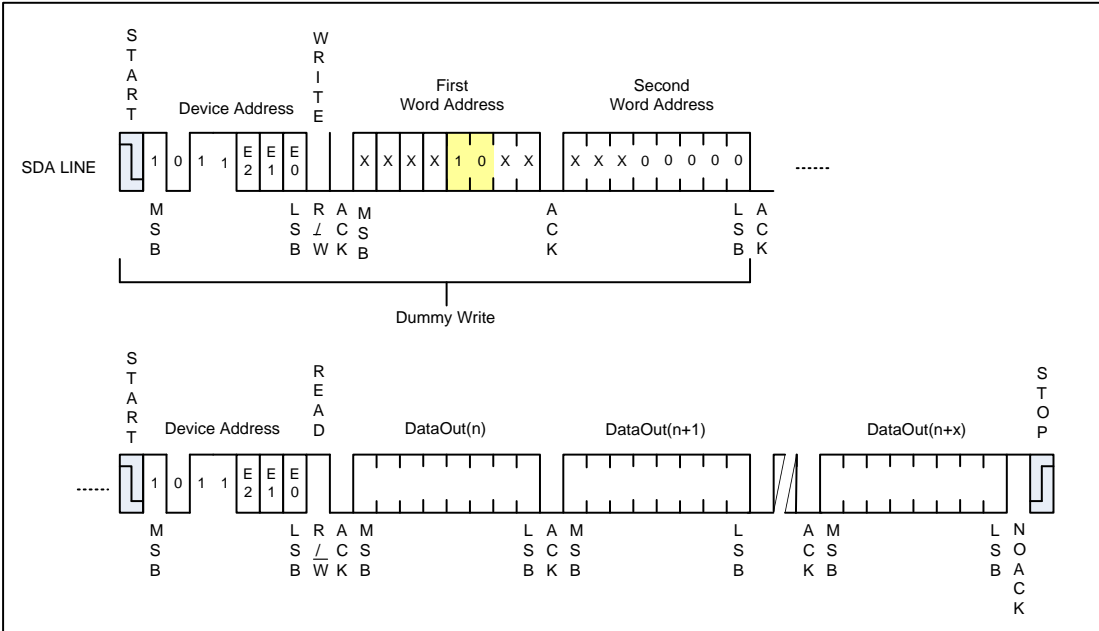 START
WRITE
Device Address
First
Word Address
Second
Word Address
SDA LINE
1 0 1 1 E2 E1 E0
X X X X 1 0 X X
X X X 0 0 0 0 0
MSB
LSB
R/W
ACK
MSB
ACK
LSB
ACK
Dummy Write
START
READ
STOP
Device Address
DataOut(n)
DataOut(n+1)
DataOut(n+x)
1 0 1 1 E2 E1 E0
MSB
LSB
R/W
ACK
MSB
LSB
ACK
MSB
LSB
ACK
MSB
LSB
NOACK